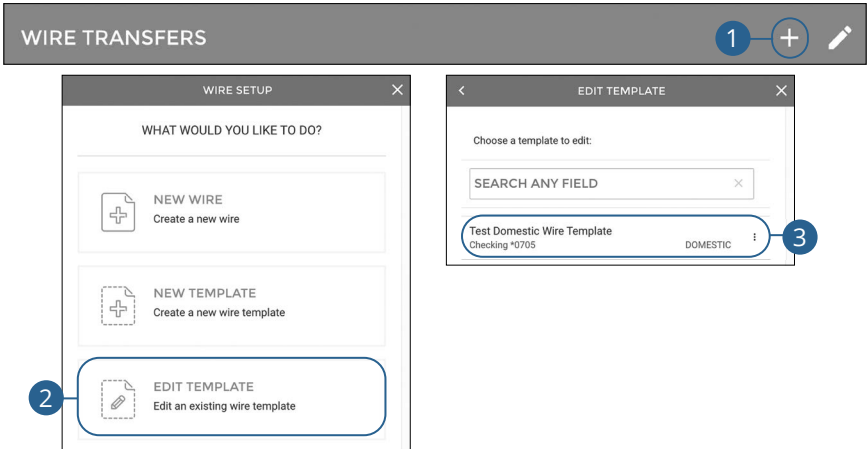 WIRE TRANSFERS
1
WIRE SETUP
WHAT WOULD YOU LIKE TO DO?
NEW WIRE
Create a new wire
NEW TEMPLATE
Create a new wire template
2
EDIT TEMPLATE
Edit an existing wire template
EDIT TEMPLATE
Choose a template to edit:
SEARCH ANY FIELD
Test Domestic Wire Template
Checking *0705 DOMESTIC
3